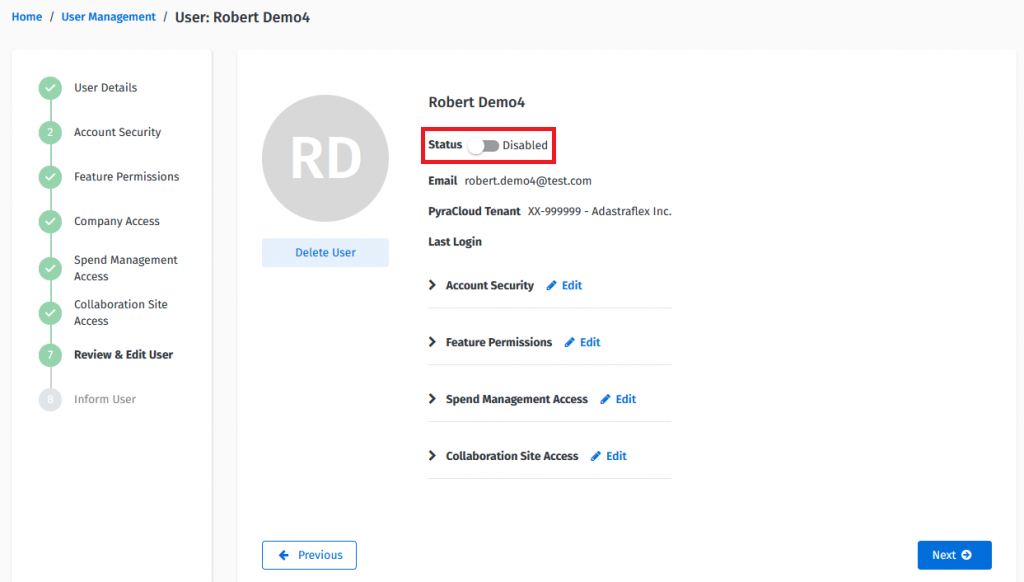 Home / User Management / User: Robert Demo4
User Details
2 Account Security
Feature Permissions
Company Access
Spend Management
Access
Collaboration Site
Access
7 Review & Edit User
8 Inform User
RD
Delete User
Robert Demo4
Status Disabled
Email robert.demo4@test.com
PyraCloud Tenant XX-999999 - Adastraflex Inc.
Last Login
Account Security Edit
Feature Permissions Edit
Spend Management Access Edit
Collaboration Site Access Edit
Previous
Next